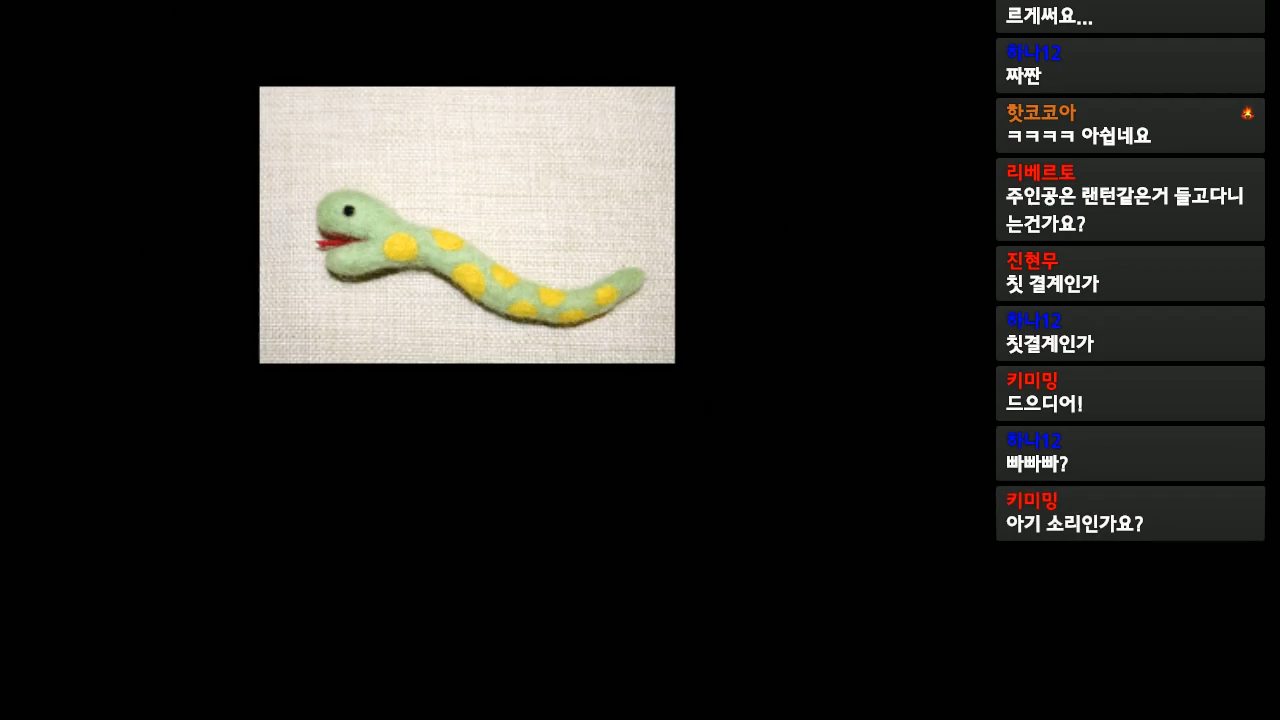 르게써요...
하나12
짜짠
핫코코아
ㅋㅋㅋㅋ 아쉽네요
리베르토
주인공은 랜턴같은거 들고다니
는건가요?
진현무
칫 결계인가
하나12
칫결계인가
키미밍
드으디어!
하나12
빠빠빠?
키미밍
아기 소리인가요?